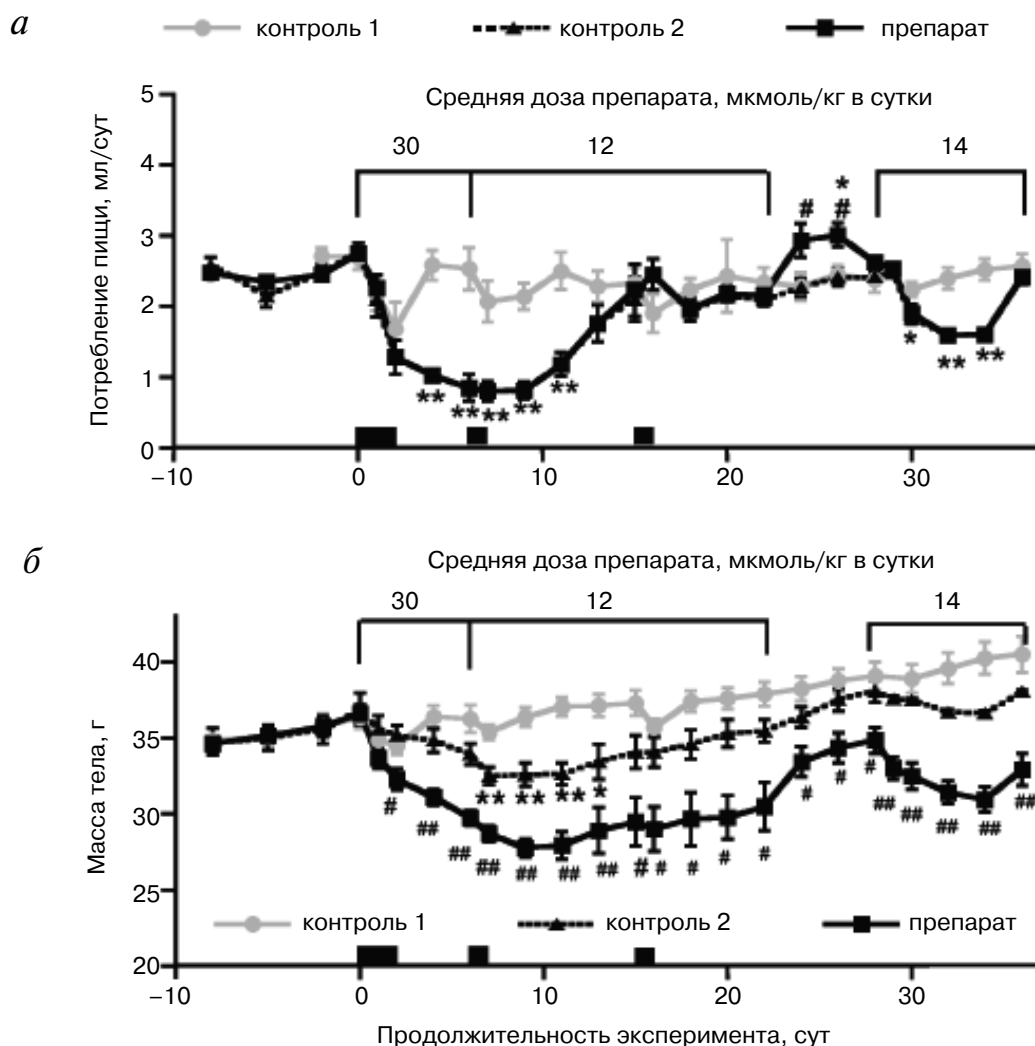 а
контроль 1 контроль 2 препарат
Средняя доза препарата, мкмоль/кг в сутки
30 12 14
Потребление пищи, мл/сут
5
4
3
2
1
0
* # #
** ** ** ** ** * ** **
–10 0 10 20 30
б
Средняя доза препарата, мкмоль/кг в сутки
30 12 14
Масса тела, г
40
35
30
25
20
** ** ** *
# ## ## ## ## ## ## # # # # # # # # ## ## ## ## ##
контроль 1 контроль 2 препарат
–10 0 10 20 30
Продолжительность эксперимента, сут